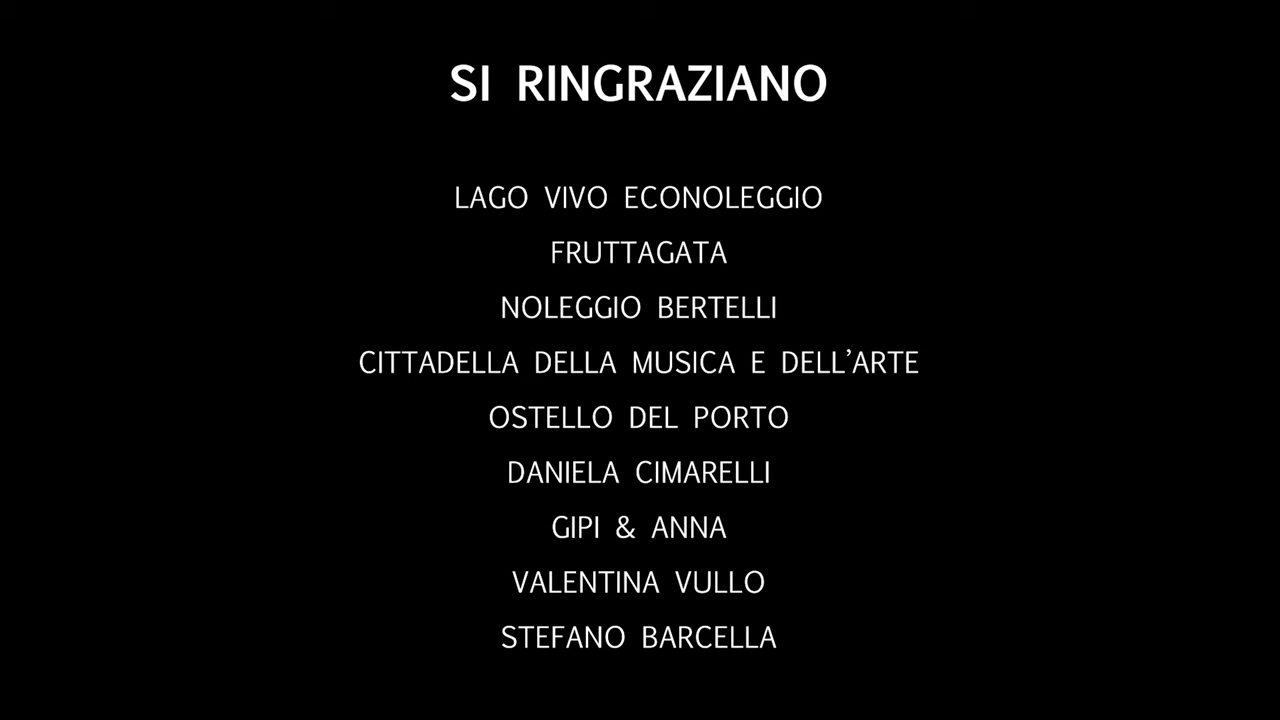 SI RINGRAZIANO
LAGO VIVO ECONOLEGGIO
FRUTTAGATA
NOLEGGIO BERTELLI
CITTADELLA DELLA MUSICA E DELL'ARTE
OSTELLO DEL PORTO
DANIELA CIMARELLI
GIPI & ANNA
VALENTINA VULLO
STEFANO BARCELLA